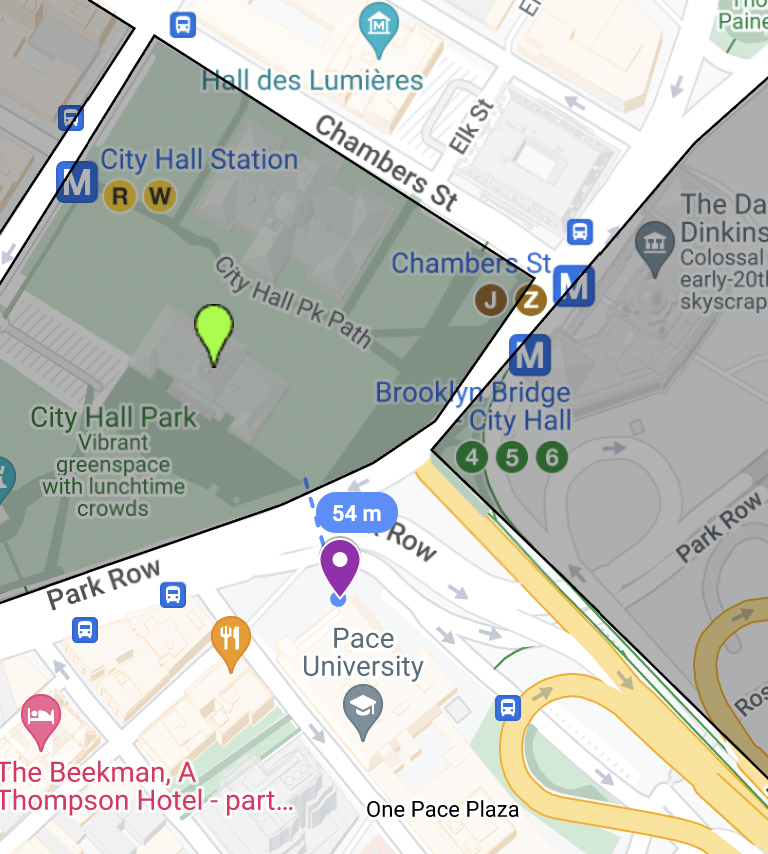 Tho
Paine
Hall des Lumières
Elk St
Chambers St
City Hall Station
M
R W
The Da
Dinkins
Colossal
early-20th
skyscrap
Chambers St
J Z
M
City Hall Pk Path
M
Brooklyn Bridge
- City Hall
4 5 6
City Hall Park
Vibrant
greenspace
with lunchtime
crowds
54 m
Row
Park Row
Park Row
Pace
University
Ros
The Beekman, A
Thompson Hotel - part...
One Pace Plaza